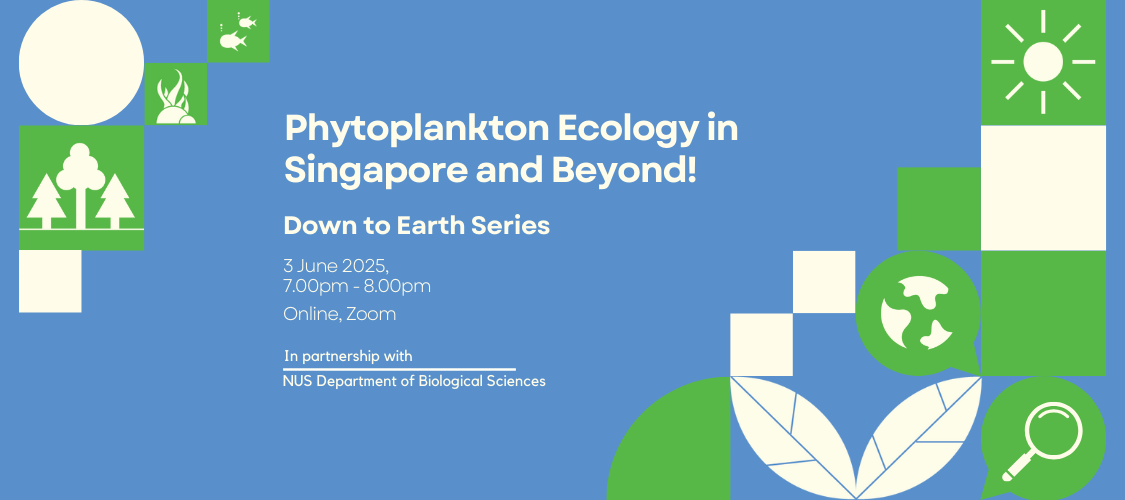 Phytoplankton Ecology in
Singapore and Beyond!
Down to Earth Series
3 June 2025,
7.00pm - 8.00pm
Online, Zoom
In partnership with
NUS Department of Biological Sciences